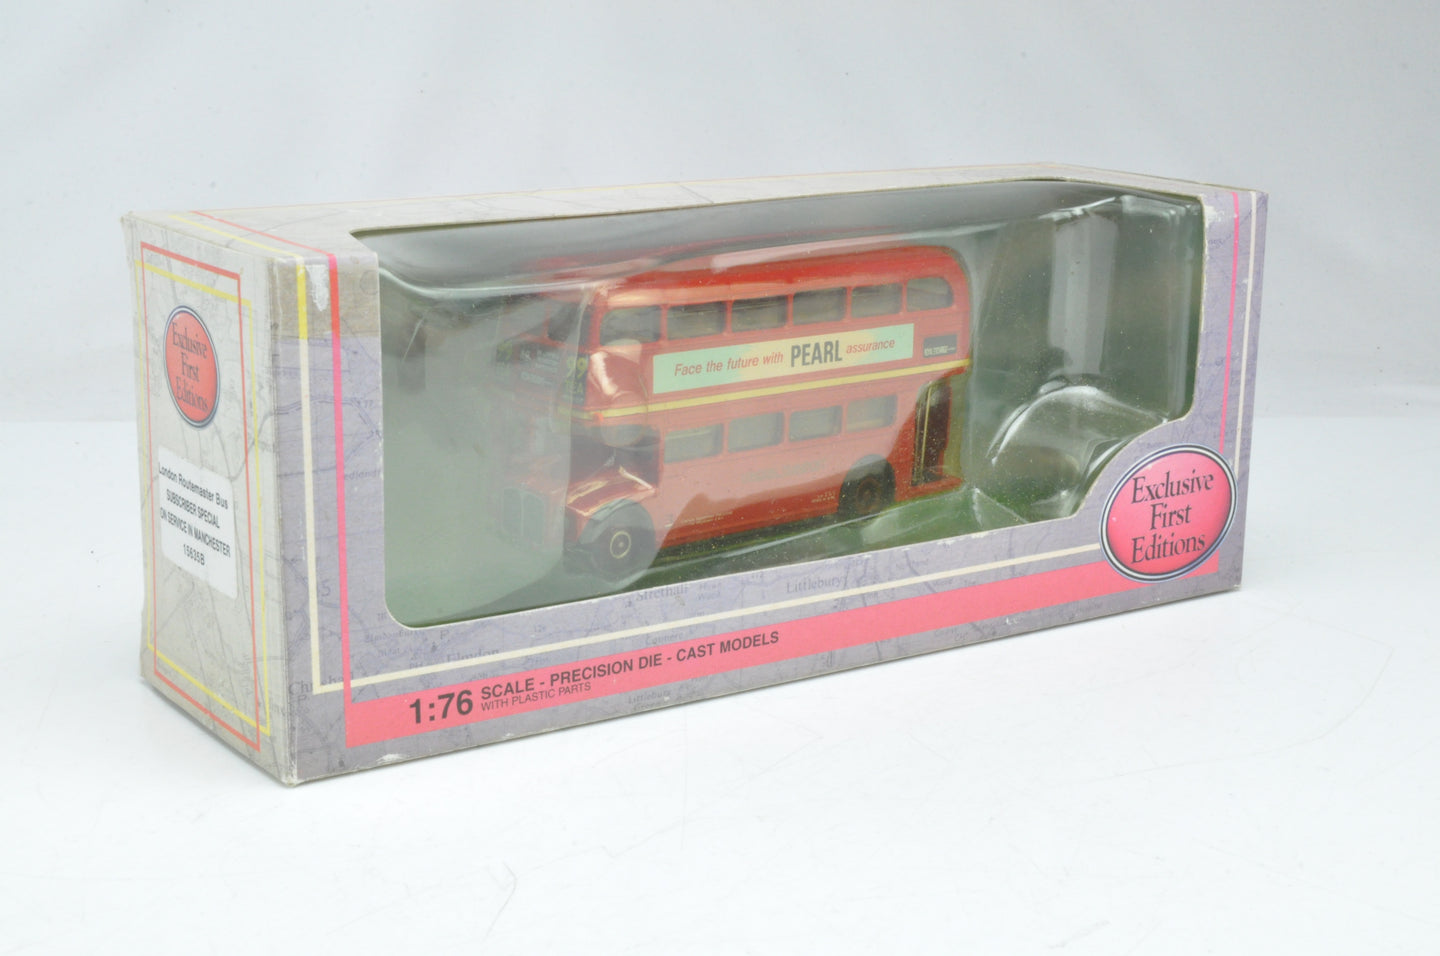 Exclusive
First
Editions
London Routemaster Bus
SUBSCRIBER SPECIAL
ON SERVICE IN MANCHESTER
15635B
Face the future with PEARL assurance
Exclusive
First
Editions
Littlebury
Strethall
Elmdon
1:76 SCALE - PRECISION DIE - CAST MODELS
WITH PLASTIC PARTS